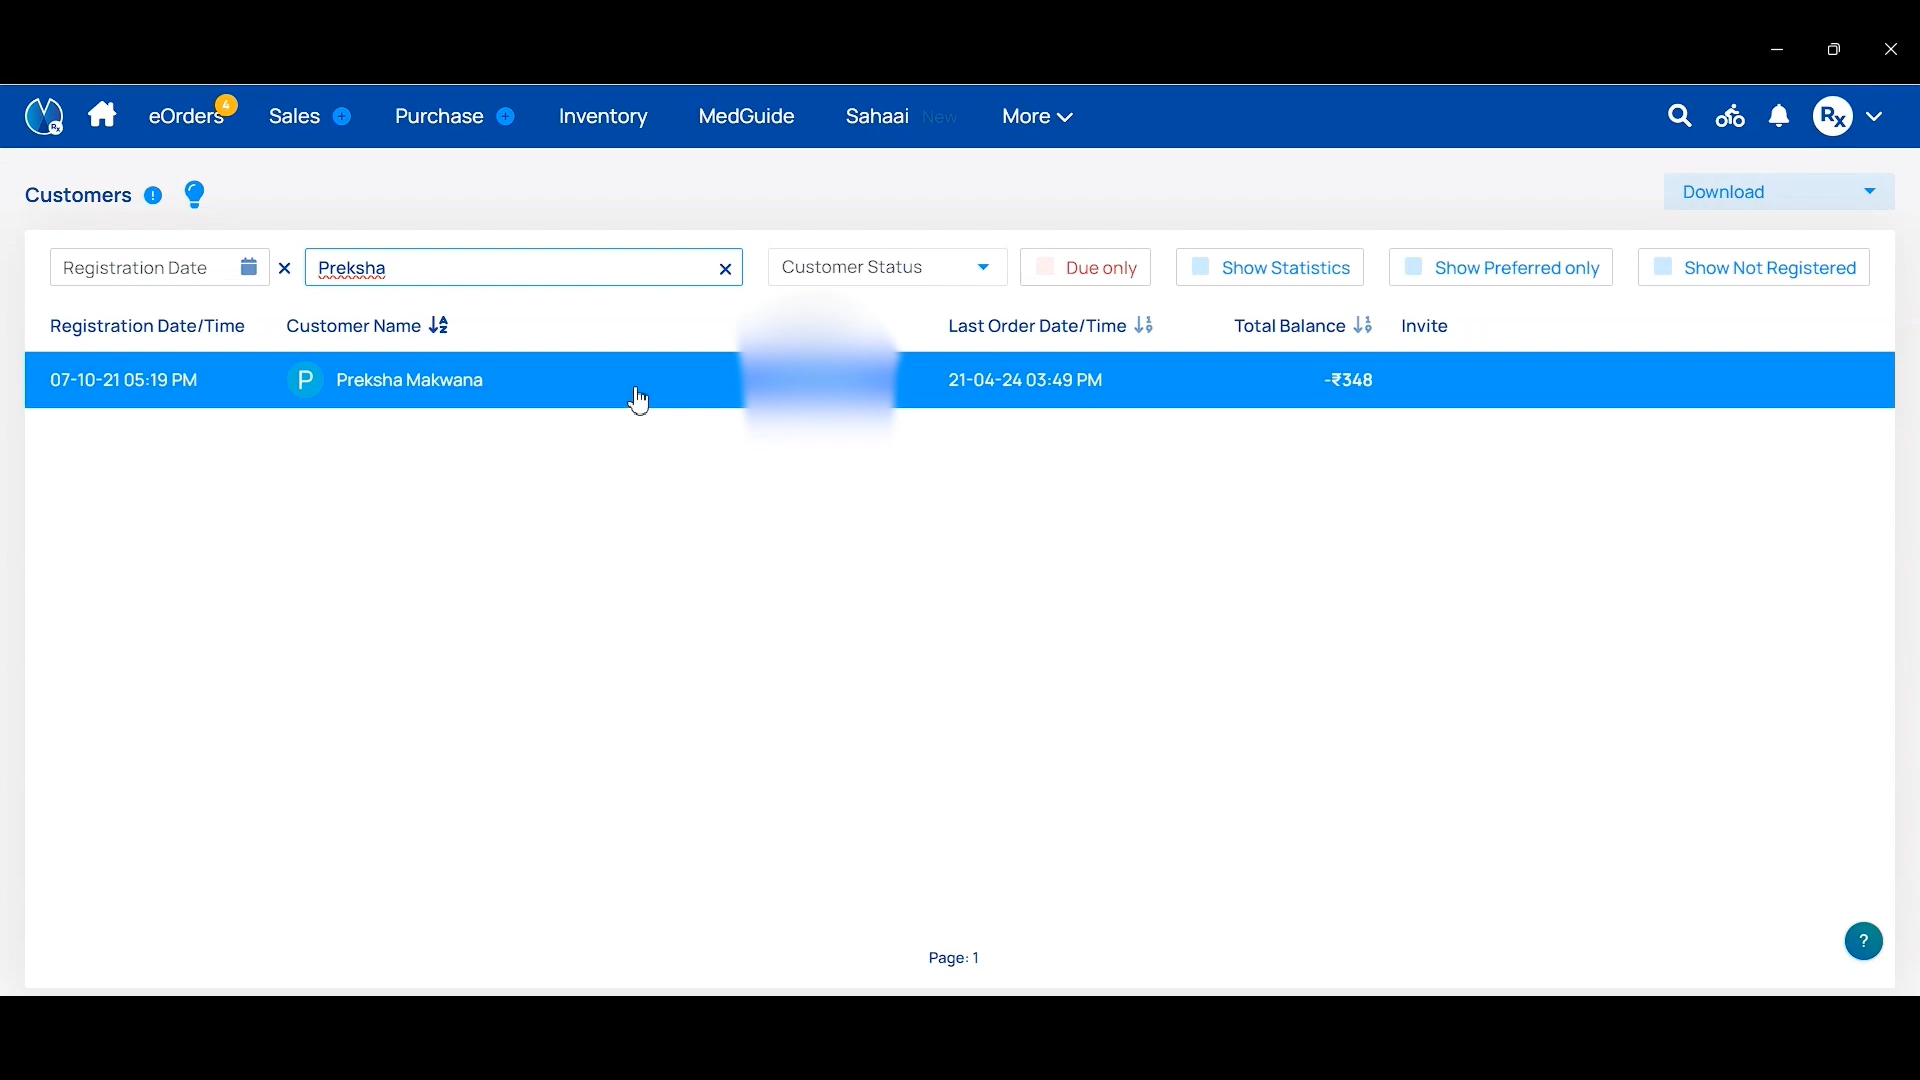 eOrders 4 Sales Purchase Inventory MedGuide Sahaai New More Rx
Customers Download
Registration Date Preksha Customer Status Due only Show Statistics Show Preferred only Show Not Registered
Registration Date/Time Customer Name Last Order Date/Time Total Balance Invite
07-10-21 05:19 PM P Preksha Makwana 21-04-24 03:49 PM -₹348
?
Page: 1